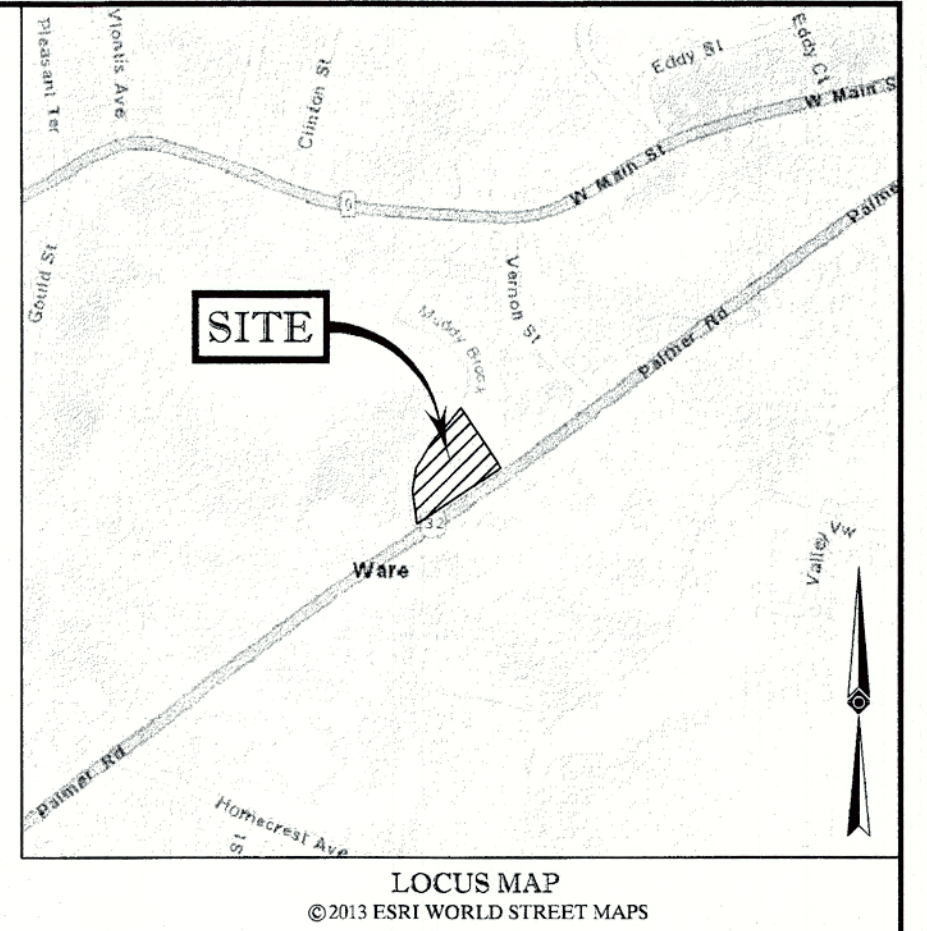 Pleasant Ter
Vlontis Ave
Clinton St
Eddy St
Eddy Ct
W Main S
W Main St
9
Palme
Gould St
Vernon St
SITE
Muddy Brook
Palmer Rd
32
Ware
Valley Vw
Palmer Rd
Homecrest Ave
St
LOCUS MAP
©2013 ESRI WORLD STREET MAPS